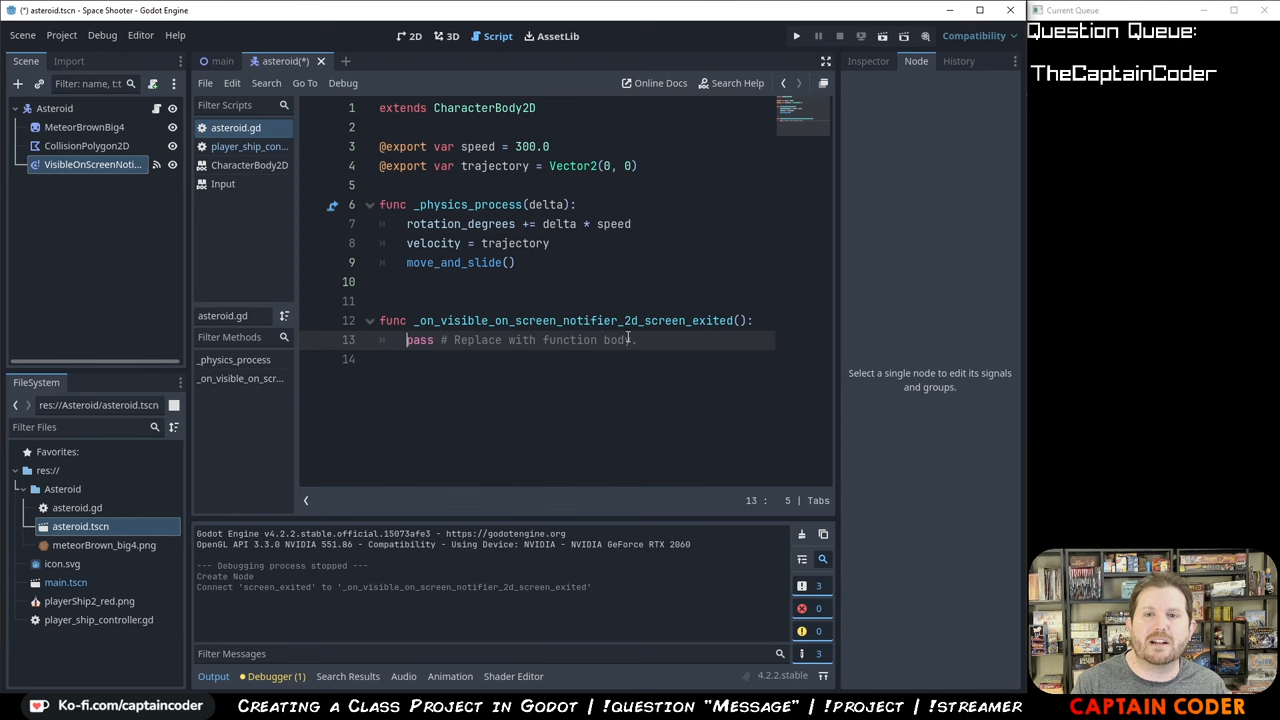 (*) asteroid.tscn - Space Shooter - Godot Engine
Current Queue
Scene Project Debug Editor Help
2D 3D Script AssetLib
Compatibility
Question Queue:
TheCaptainCoder
Scene Import
Filter: name, t:t
Asteroid
MeteorBrownBig4
CollisionPolygon2D
VisibleOnScreenNoti...
main asteroid(*)
File Edit Search Go To Debug
Online Docs Search Help
Filter Scripts
asteroid.gd
player_ship_con...
CharacterBody2D
Input
asteroid.gd
Filter Methods
_physics_process
_on_visible_on_scr...
1 extends CharacterBody2D
2
3 @export var speed = 300.0
4 @export var trajectory = Vector2(0, 0)
5
6 func _physics_process(delta):
7 rotation_degrees += delta * speed
8 velocity = trajectory
9 move_and_slide()
10
11
12 func _on_visible_on_screen_notifier_2d_screen_exited():
13 pass # Replace with function body.
14
13 : 5 | Tabs
Inspector Node History
Select a single node to edit its signals
and groups.
FileSystem
res://Asteroid/asteroid.tscn
Filter Files
Favorites:
res://
Asteroid
asteroid.gd
asteroid.tscn
meteorBrown_big4.png
icon.svg
main.tscn
playerShip2_red.png
player_ship_controller.gd
Godot Engine v4.2.2.stable.official.15073afe3 - https://godotengine.org
OpenGL API 3.3.0 NVIDIA 551.86 - Compatibility - Using Device: NVIDIA - NVIDIA GeForce RTX 2060
--- Debugging process stopped ---
Create Node
Connect 'screen_exited' to '_on_visible_on_screen_notifier_2d_screen_exited'
3
0
0
3
Filter Messages
Output Debugger (1) Search Results Audio Animation Shader Editor
4.2.2.stable
Ko-fi.com/captaincoder
Creating a Class Project in Godot | !question "Message" | !project | !streamer
CAPTAIN CODER